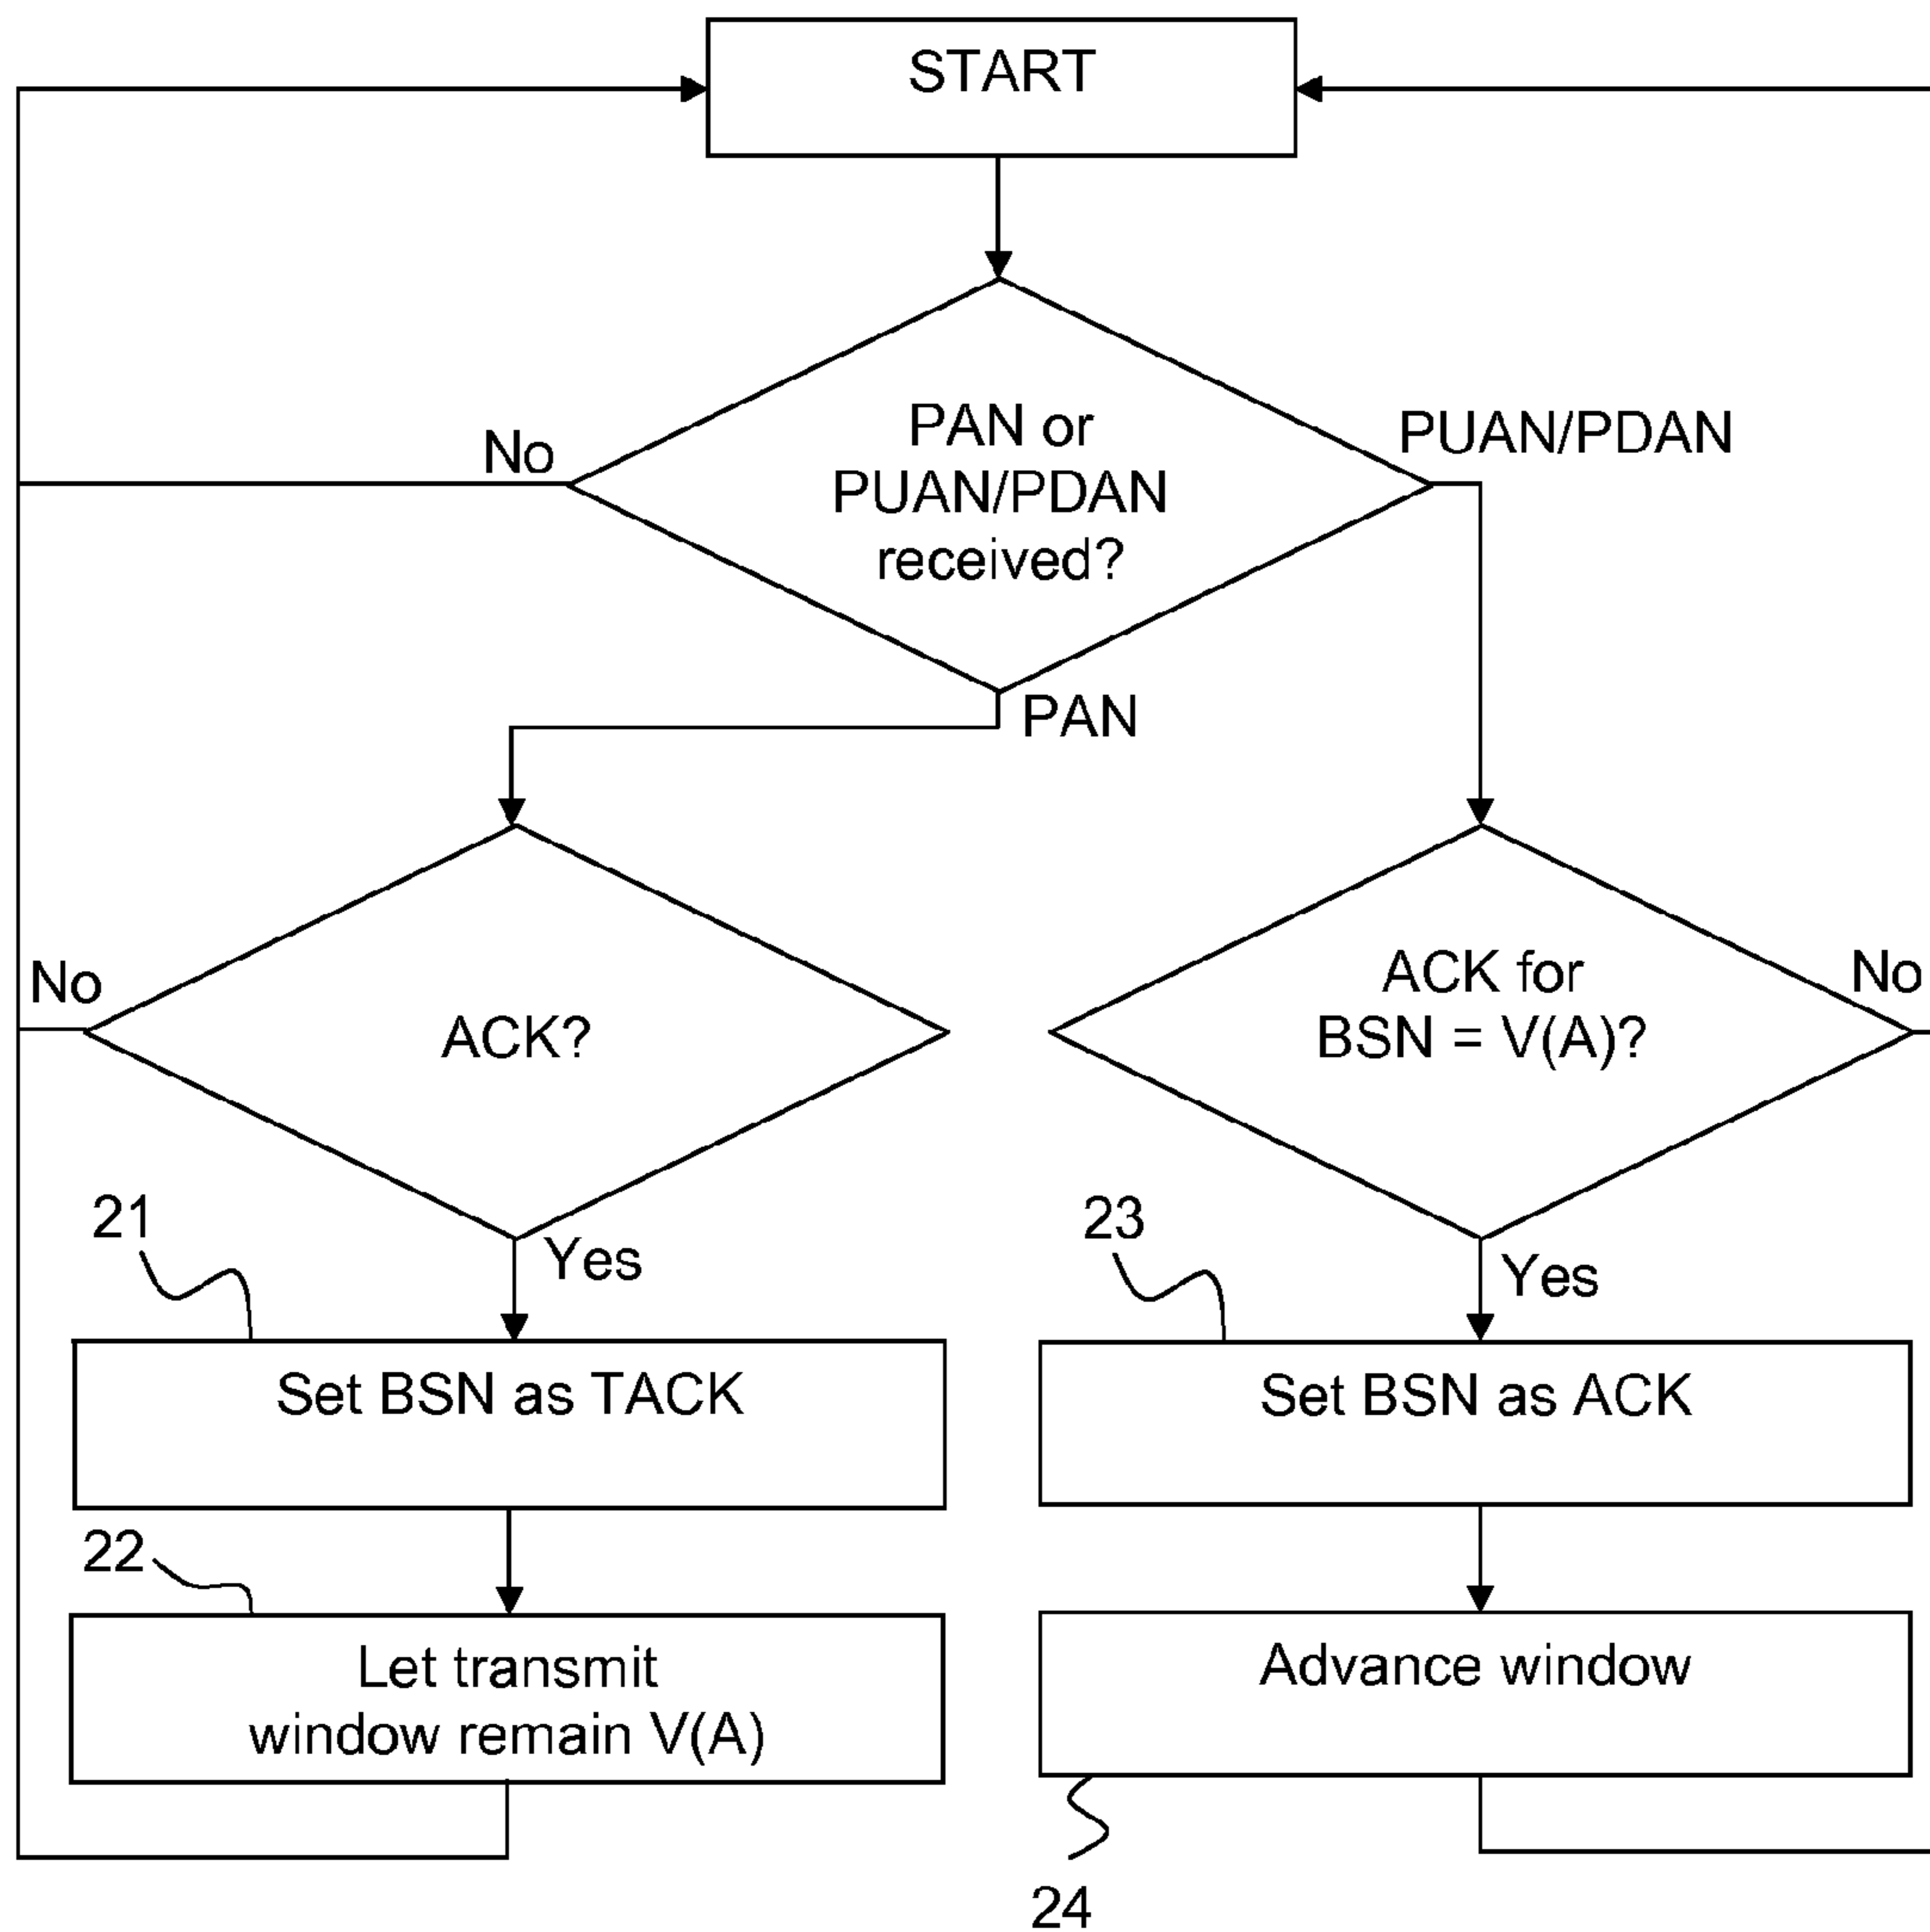 START
PAN or
PUAN/PDAN
received?
No
PUAN/PDAN
PAN
No
ACK?
ACK for
BSN = V(A)?
No
21
Yes
23
Yes
Set BSN as TACK
Set BSN as ACK
22
Let transmit
window remain V(A)
Advance window
24